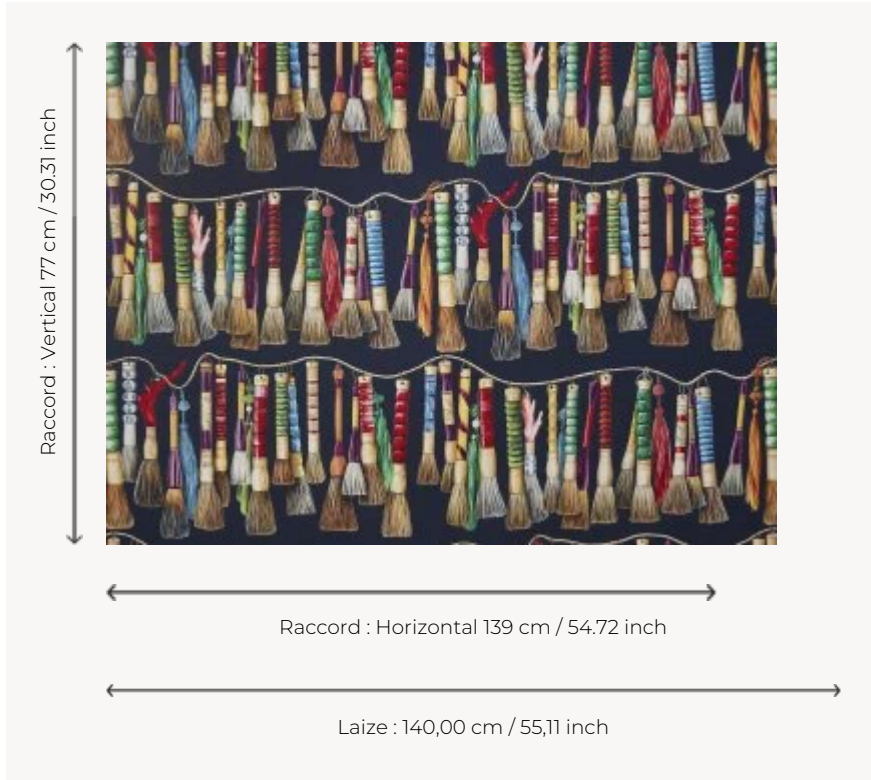 Raccord : Vertical 77 cm / 30.31 inch
Raccord : Horizontal 139 cm / 54.72 inch
Laize : 140,00 cm / 55,11 inch